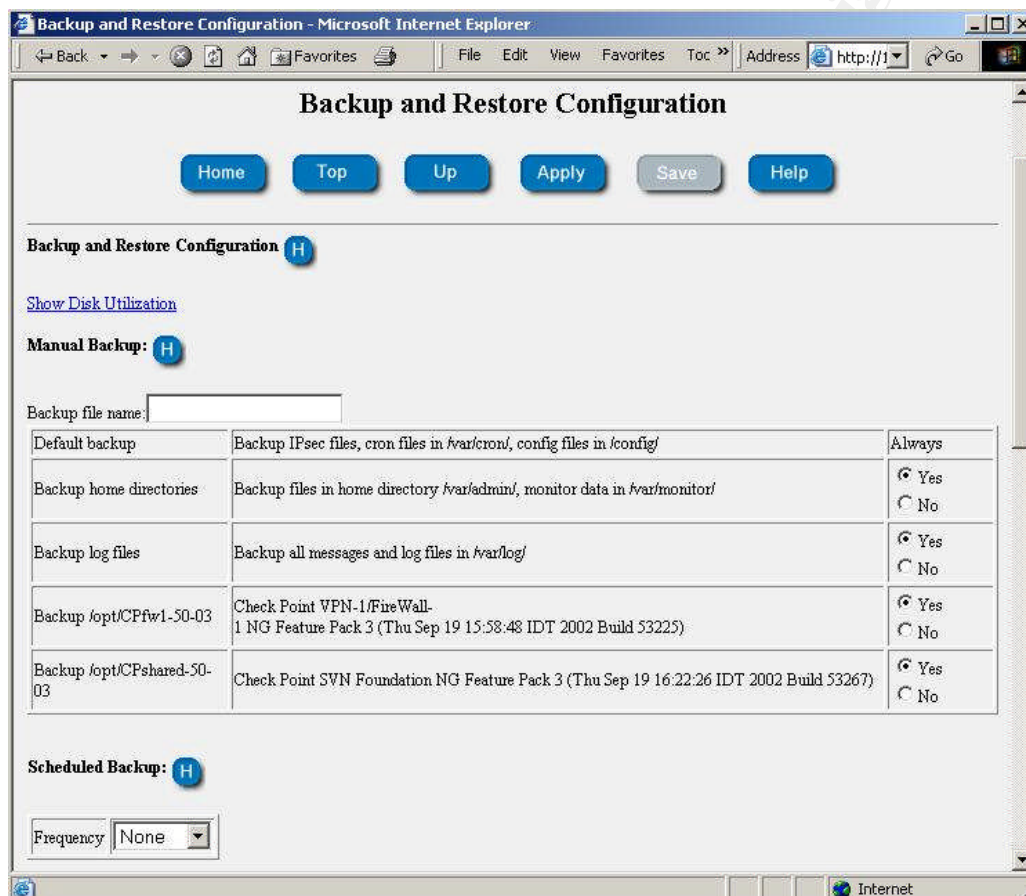 Backup and Restore Configuration - Microsoft Internet Explorer
Back Favorites File Edit View Favorites Toc » Address http://1 Go
Backup and Restore Configuration
Home Top Up Apply Save Help
Backup and Restore Configuration H
Show Disk Utilization
Manual Backup: H
Backup file name:
Default backup Backup IPsec files, cron files in /var/cron/, config files in /config/ Always
Backup home directories Backup files in home directory /var/admin/, monitor data in /var/monitor/ Yes
No
Backup log files Backup all messages and log files in /var/log/ Yes
No
Backup /opt/CPfw1-50-03 Check Point VPN-1/FireWall-
1 NG Feature Pack 3 (Thu Sep 19 15:58:48 IDT 2002 Build 53225) Yes
No
Backup /opt/CPshared-50-
03 Check Point SVN Foundation NG Feature Pack 3 (Thu Sep 19 16:22:26 IDT 2002 Build 53267) Yes
No
Scheduled Backup: H
Frequency None
Internet